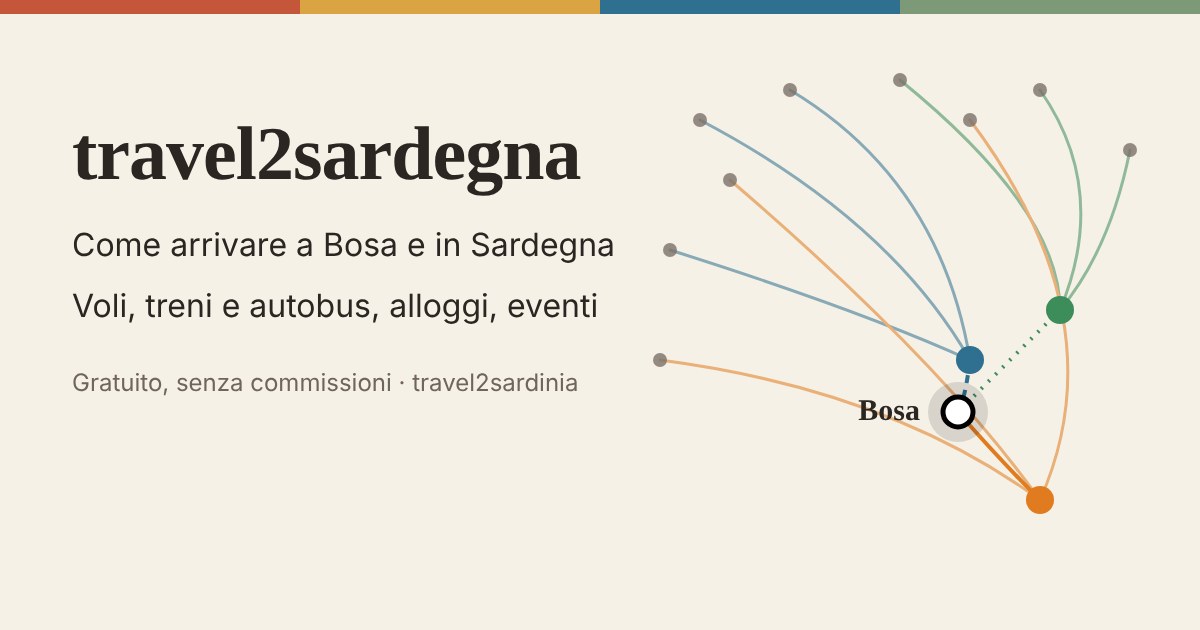 travel2sardegna
Come arrivare a Bosa e in Sardegna
Voli, treni e autobus, alloggi, eventi
Gratuito, senza commissioni · travel2sardinia
Bosa